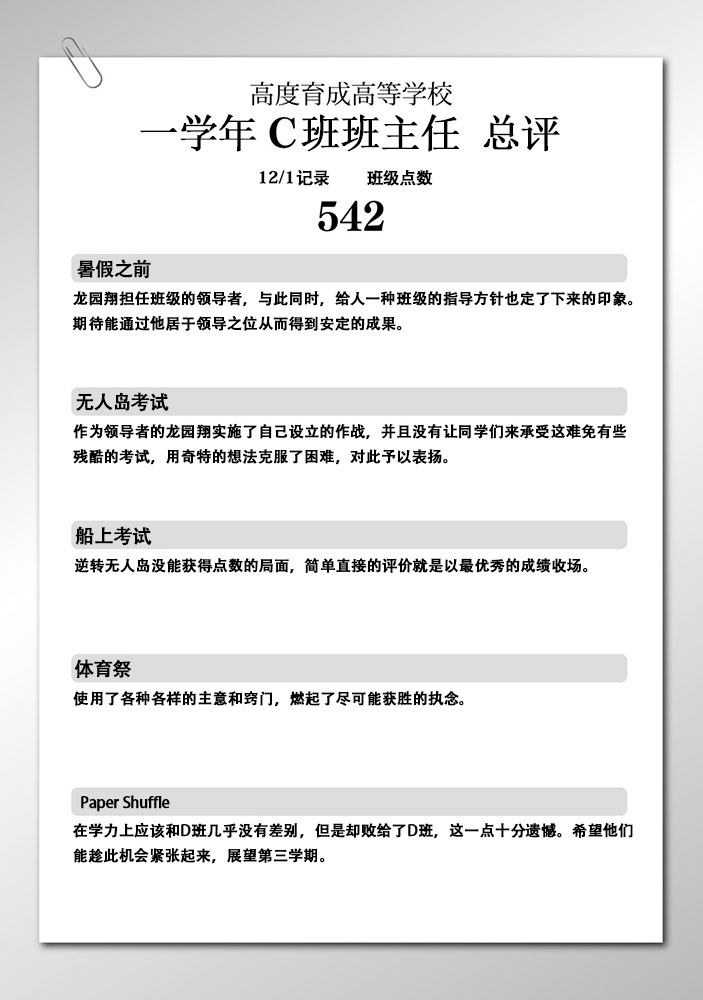 高度育成高等学校
一学年 C班班主任 总评
12/1记录 班级点数
542
暑假之前
龙园翔担任班级的领导者，与此同时，给人一种班级的指导方针也定了下来的印象。
期待能通过他居于领导之位从而得到安定的成果。
无人岛考试
作为领导者的龙园翔实施了自己设立的作战，并且没有让同学们来承受这难免有些
残酷的考试，用奇特的想法克服了困难，对此予以表扬。
船上考试
逆转无人岛没能获得点数的局面，简单直接的评价就是以最优秀的成绩收场。
体育祭
使用了各种各样的主意和窍门，燃起了尽可能获胜的执念。
Paper Shuffle
在学力上应该和D班几乎没有差别，但是却败给了D班，这一点十分遗憾。希望他们
能趁此机会紧张起来，展望第三学期。